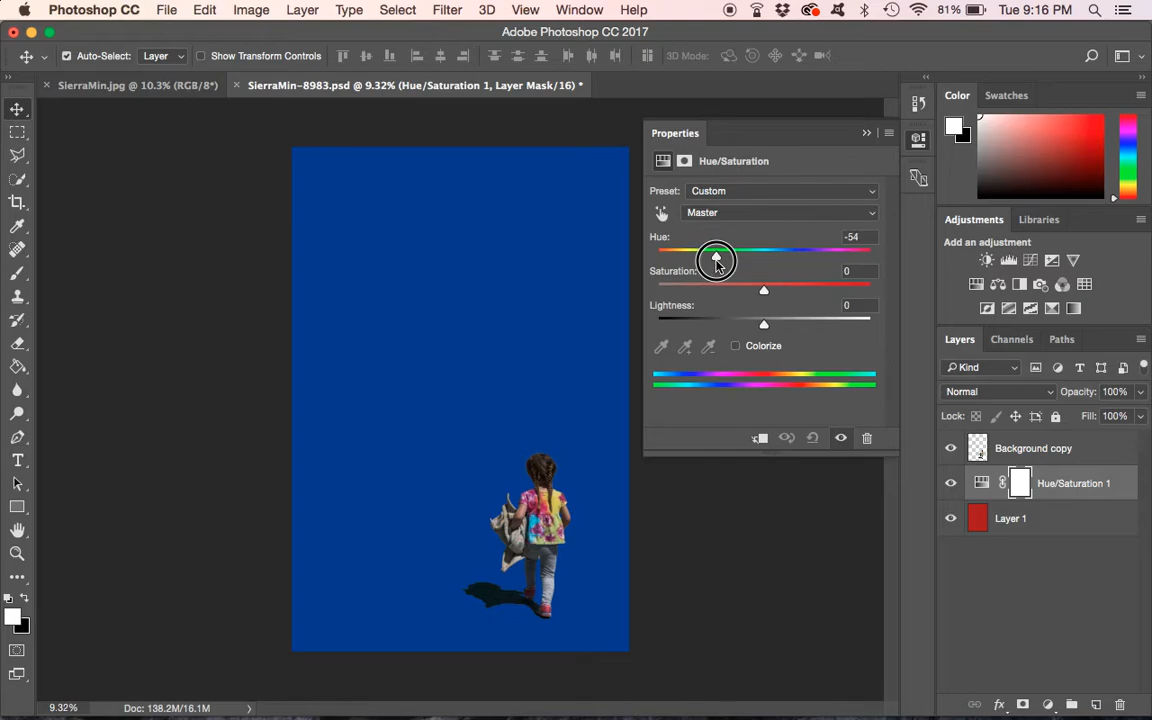 Photoshop CC File Edit Image Layer Type Select Filter 3D View Window Help 81% Tue 9:16 PM
Adobe Photoshop CC 2017
Auto-Select: Layer Show Transform Controls 3D Mode:
SierraMin.jpg @ 10.3% (RGB/8*) SierraMin-8983.psd @ 9.32% (Hue/Saturation 1, Layer Mask/16) *
Properties
Hue/Saturation
Preset: Custom
Master
Hue: -54
Saturation: 0
Lightness: 0
Colorize
Color Swatches
Adjustments Libraries
Add an adjustment
Layers Channels Paths
Kind
Normal Opacity: 100%
Lock: Fill: 100%
Background copy
Hue/Saturation 1
Layer 1
9.32% Doc: 138.2M/16.1M